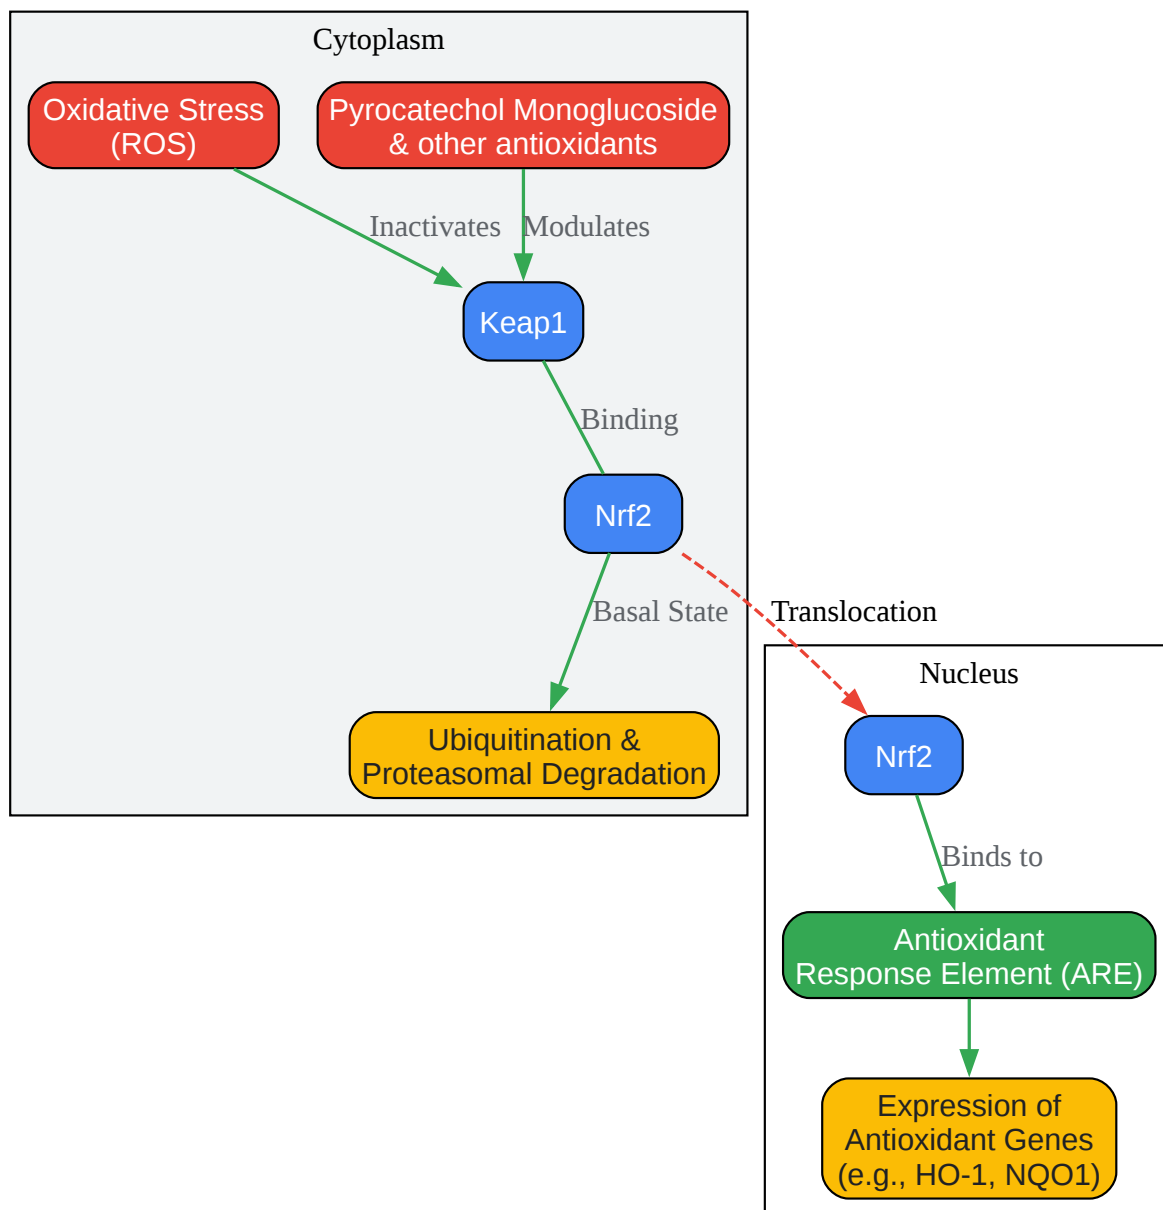 Cytoplasm
Oxidative Stress
(ROS)
Pyrocatechol Monoglucoside
& other antioxidants
Inactivates
Modulates
Keap1
Binding
Nrf2
Basal State
Translocation
Ubiquitination &
Proteasomal Degradation
Nucleus
Nrf2
Binds to
Antioxidant
Response Element (ARE)
Expression of
Antioxidant Genes
(e.g., HO-1, NQO1)